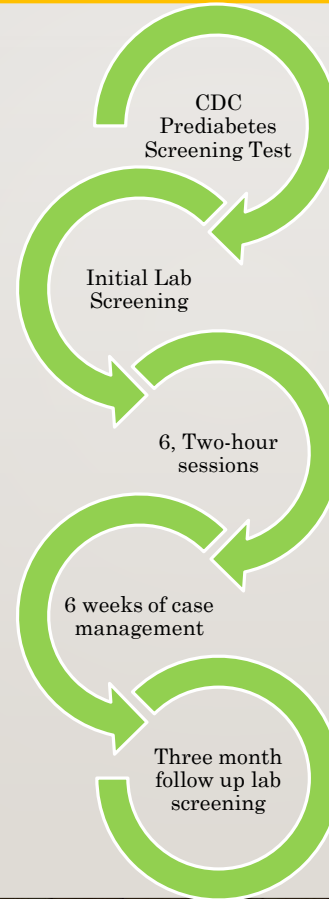 CDC
Prediabetes
Screening Test
Initial Lab
Screening
6, Two-hour
sessions
6 weeks of case
management
Three month
follow up lab
screening